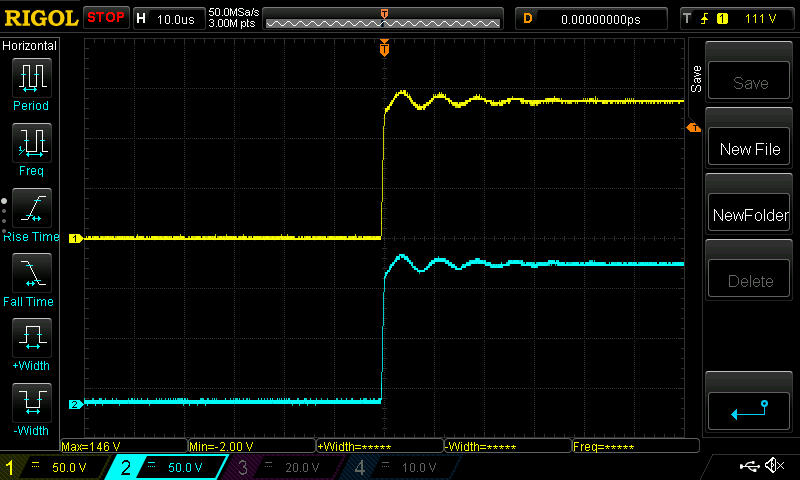 RIGOL STOP H 10.0us 50.0MSa/s 3.00M pts D 0.00000000ps T 1 111 V
T
Horizontal
Period
Freq
Rise Time
Fall Time
+Width
-Width
1
2
T
Save
Save
New File
NewFolder
Delete
Max=146 V Min=-2.00 V +Width=***** -Width=***** Freq=*****
1 50.0 V 2 50.0 V 3 20.0 V 4 10.0 V